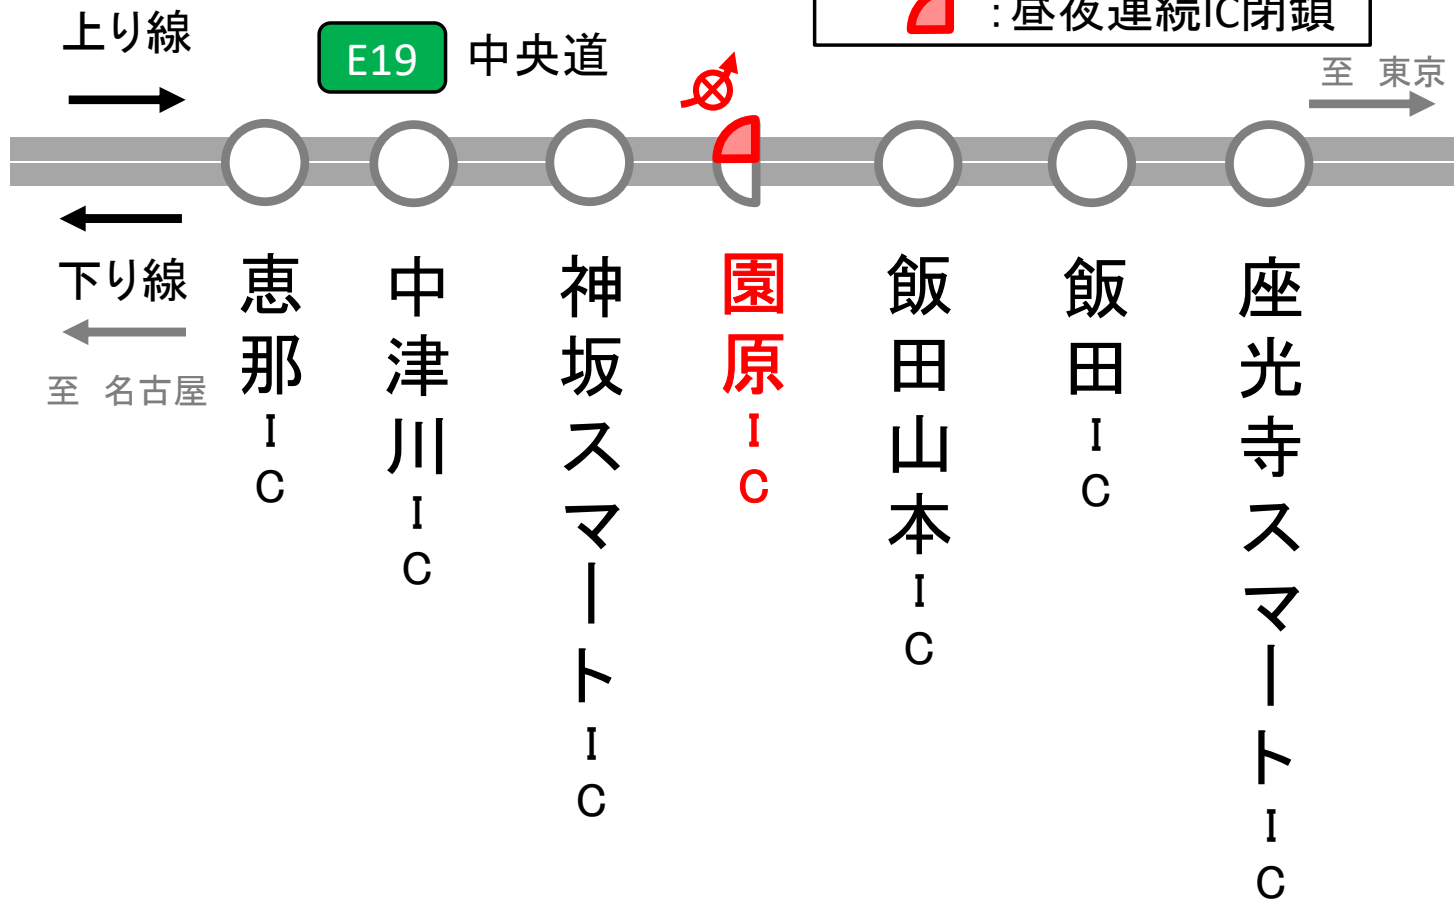 上り線
E19
中央道
:昼夜連続IC閉鎖
至 東京
下り線
至 名古屋
恵那IC
中津川IC
神坂スマートIC
園原IC
飯田山本IC
飯田IC
座光寺スマートIC